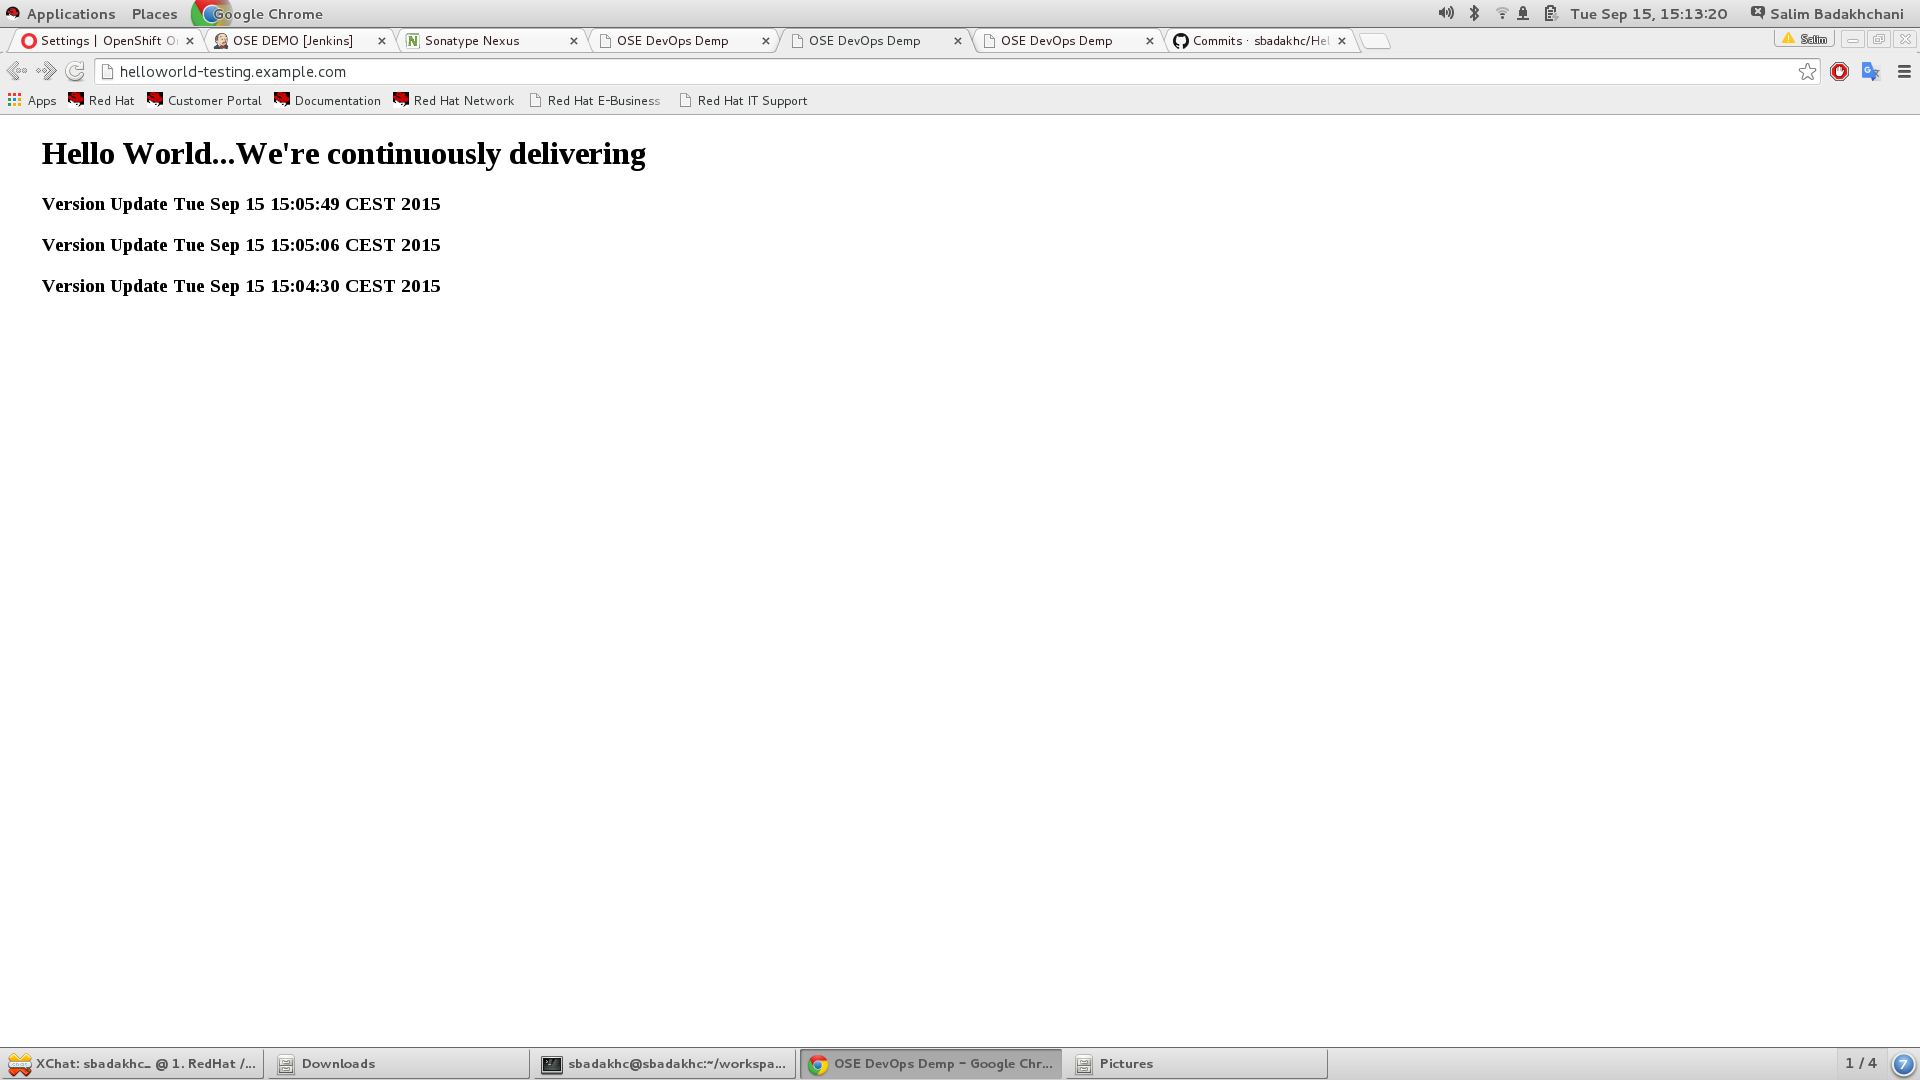 Applications Places Google Chrome Tue Sep 15, 15:13:20 Salim Badakhchani
Settings | OpenShift O OSE DEMO [Jenkins] Sonatype Nexus OSE DevOps Demp OSE DevOps Demp OSE DevOps Demp Commits · sbadakhc/Hel Salim
helloworld-testing.example.com
Apps Red Hat Customer Portal Documentation Red Hat Network Red Hat E-Business Red Hat IT Support
Hello World...We're continuously delivering
Version Update Tue Sep 15 15:05:49 CEST 2015
Version Update Tue Sep 15 15:05:06 CEST 2015
Version Update Tue Sep 15 15:04:30 CEST 2015
XChat: sbadakhc_ @ 1. RedHat /... Downloads sbadakhc@sbadakhc:~/workspa... OSE DevOps Demp - Google Chr... Pictures 1 / 4 7